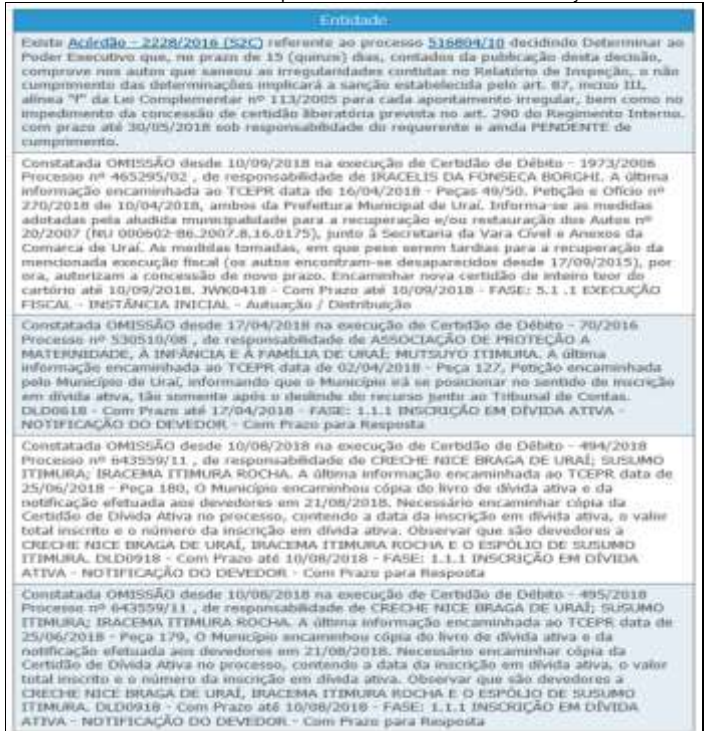 Entidade
Existe Acórdão - 2228/2016 (S2C) referente ao processo 516804/10 decidindo Determinar ao
Poder Executivo que, no prazo de 15 (quinze) dias, contados da publicação desta decisão,
comprove nos autos que saneou as irregularidades contidas no Relatório de Inspeção, o não
cumprimento das determinações implicará a sanção estabelecida pelo art. 87, inciso III,
alínea "f" da Lei Complementar nº 113/2005 para cada apontamento irregular, bem como no
impedimento da concessão de certidão liberatória prevista no art. 290 do Regimento Interno.
com prazo até 30/05/2018 sob responsabilidade do requerente e ainda PENDENTE de
cumprimento.
Constatada OMISSÃO desde 10/09/2018 na execução de Certidão de Débito - 1973/2006
Processo nº 465295/02 , de responsabilidade de IRACELIS DA FONSECA BORGHI. A última
informação encaminhada ao TCEPR data de 16/04/2018 - Peças 49/50. Petição e Ofício nº
270/2018 de 10/04/2018, ambos da Prefeitura Municipal de Uraí. Informa-se as medidas
adotadas pela aludida municipalidade para a recuperação e/ou restauração dos Autos nº
20/2007 (NU 000602-86.2007.8.16.0175), junto à Secretaria da Vara Cível e Anexos da
Comarca de Uraí. As medidas tomadas, em que pese serem tardias para a recuperação da
mencionada execução fiscal (os autos encontram-se desaparecidos desde 17/09/2015), por
ora, autorizam a concessão de novo prazo. Encaminhar nova certidão de inteiro teor do
cartório até 10/09/2018. JWK0418 - Com Prazo até 10/09/2018 - FASE: 5.1 .1 EXECUÇÃO
FISCAL - INSTÂNCIA INICIAL - Autuação / Distribuição
Constatada OMISSÃO desde 17/04/2018 na execução de Certidão de Débito - 70/2016
Processo nº 530510/08 , de responsabilidade de ASSOCIAÇÃO DE PROTEÇÃO A
MATERNIDADE, À INFÂNCIA E À FAMÍLIA DE URAÍ; MUTSUYO ITIMURA. A última
informação encaminhada ao TCEPR data de 02/04/2018 - Peça 127, Petição encaminhada
pelo Município de Uraí, informando que o Município irá se posicionar no sentido de inscrição
em dívida ativa, tão somente após o deslinde do recurso junto ao Tribunal de Contas.
DLD0618 - Com Prazo até 17/04/2018 - FASE: 1.1.1 INSCRIÇÃO EM DÍVIDA ATIVA -
NOTIFICAÇÃO DO DEVEDOR - Com Prazo para Resposta
Constatada OMISSÃO desde 10/08/2018 na execução de Certidão de Débito - 494/2018
Processo nº 643559/11 , de responsabilidade de CRECHE NICE BRAGA DE URAÍ; SUSUMO
ITIMURA; IRACEMA ITIMURA ROCHA. A última informação encaminhada ao TCEPR data de
25/06/2018 - Peça 180, O Município encaminhou cópia do livro de dívida ativa e da
notificação efetuada aos devedores em 21/08/2018. Necessário encaminhar cópia da
Certidão de Dívida Ativa no processo, contendo a data da inscrição em dívida ativa, o valor
total inscrito e o número da inscrição em dívida ativa. Observar que são devedores a
CRECHE NICE BRAGA DE URAÍ, IRACEMA ITIMURA ROCHA E O ESPÓLIO DE SUSUMO
ITIMURA. DLD0918 - Com Prazo até 10/08/2018 - FASE: 1.1.1 INSCRIÇÃO EM DÍVIDA
ATIVA - NOTIFICAÇÃO DO DEVEDOR - Com Prazo para Resposta
Constatada OMISSÃO desde 10/08/2018 na execução de Certidão de Débito - 495/2018
Processo nº 643559/11 , de responsabilidade de CRECHE NICE BRAGA DE URAÍ; SUSUMO
ITIMURA; IRACEMA ITIMURA ROCHA. A última informação encaminhada ao TCEPR data de
25/06/2018 - Peça 179, O Município encaminhou cópia do livro de dívida ativa e da
notificação efetuada aos devedores em 21/08/2018. Necessário encaminhar cópia da
Certidão de Dívida Ativa no processo, contendo a data da inscrição em dívida ativa, o valor
total inscrito e o número da inscrição em dívida ativa. Observar que são devedores a
CRECHE NICE BRAGA DE URAÍ, IRACEMA ITIMURA ROCHA E O ESPÓLIO DE SUSUMO
ITIMURA. DLD0918 - Com Prazo até 10/08/2018 - FASE: 1.1.1 INSCRIÇÃO EM DÍVIDA
ATIVA - NOTIFICAÇÃO DO DEVEDOR - Com Prazo para Resposta